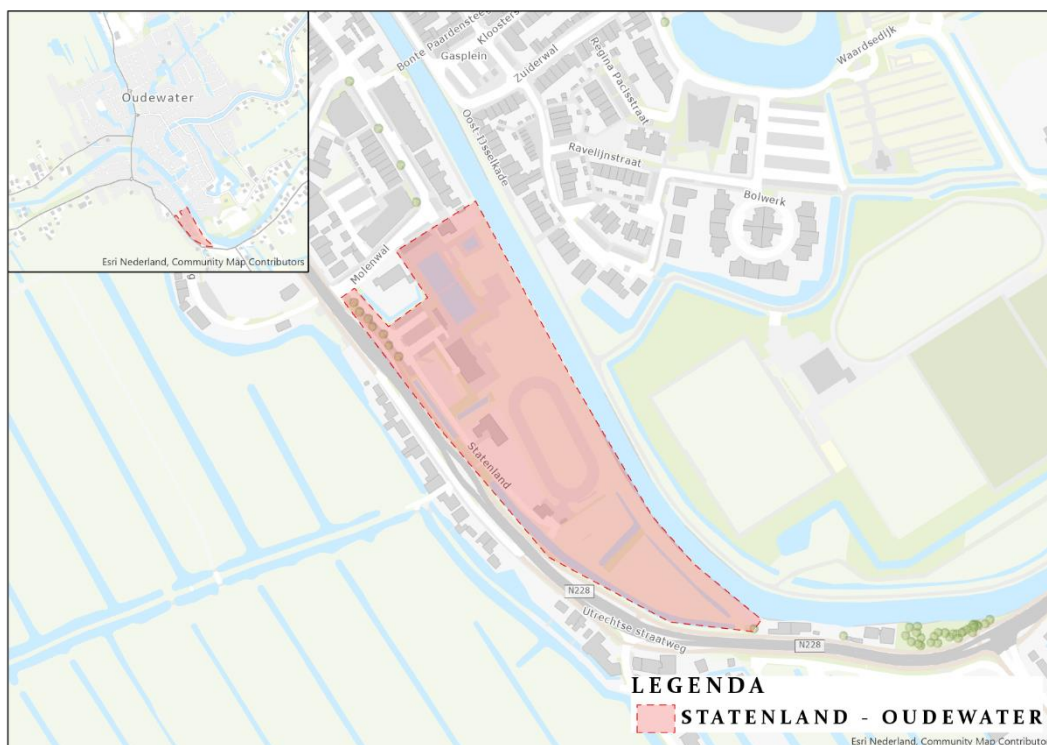 Oudewater
Esri Nederland, Community Map Contributors
Bonte Paardensteeg
Kloosters
Gasplein
Zuiderwal
Regina Pacisstraat
Waardsedijk
Oost-IJsselkade
Ravelijnstraat
Bolwerk
Molenwal
Statenland
N228
Utrechtse straatweg
N228
LEGENDA
STATENLAND - OUDEWATER
Esri Nederland, Community Map Contributor